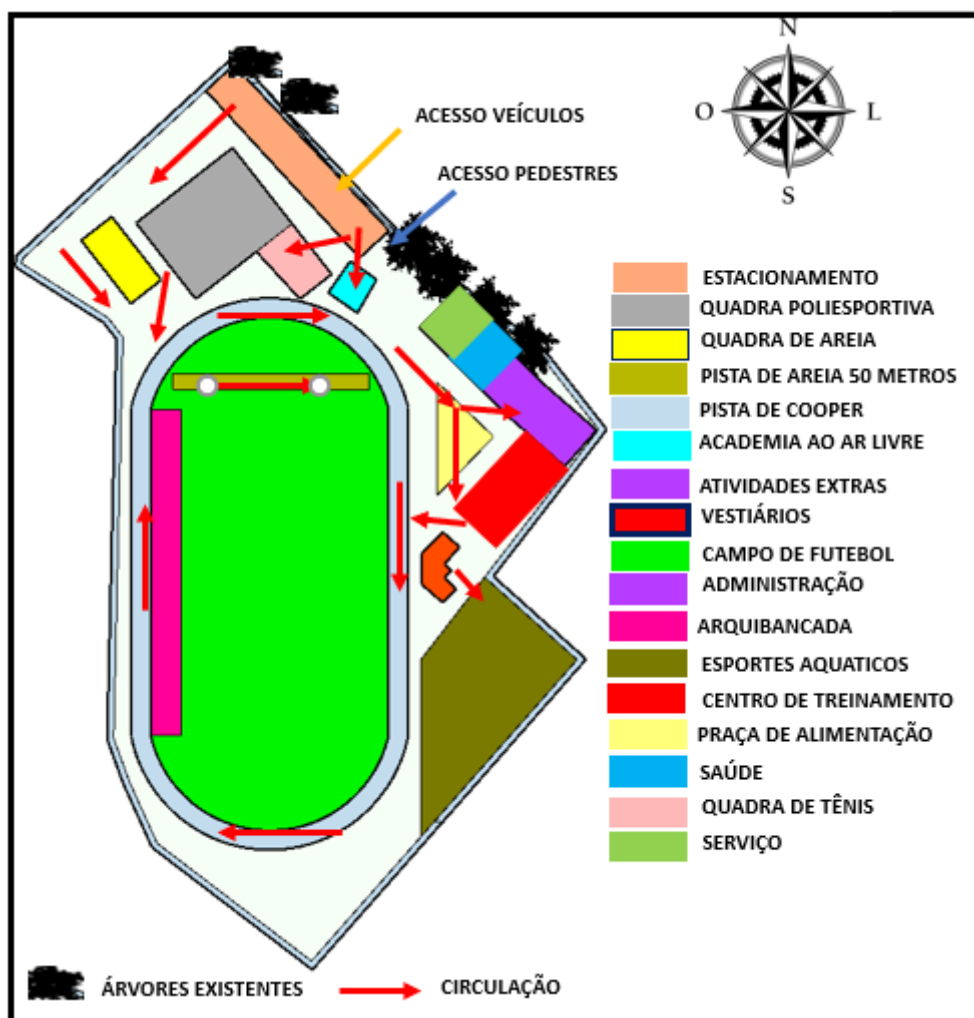 N
ACESSO VEÍCULOS
O
L
ACESSO PEDESTRES
S
ESTACIONAMENTO
QUADRA POLIESPORTIVA
QUADRA DE AREIA
PISTA DE AREIA 50 METROS
PISTA DE COOPER
ACADEMIA AO AR LIVRE
ATIVIDADES EXTRAS
VESTIÁRIOS
CAMPO DE FUTEBOL
ADMINISTRAÇÃO
ARQUIBANCADA
ESPORTES AQUATICOS
CENTRO DE TREINAMENTO
PRAÇA DE ALIMENTAÇÃO
SAÚDE
QUADRA DE TÊNIS
SERVIÇO
ÁRVORES EXISTENTES
CIRCULAÇÃO